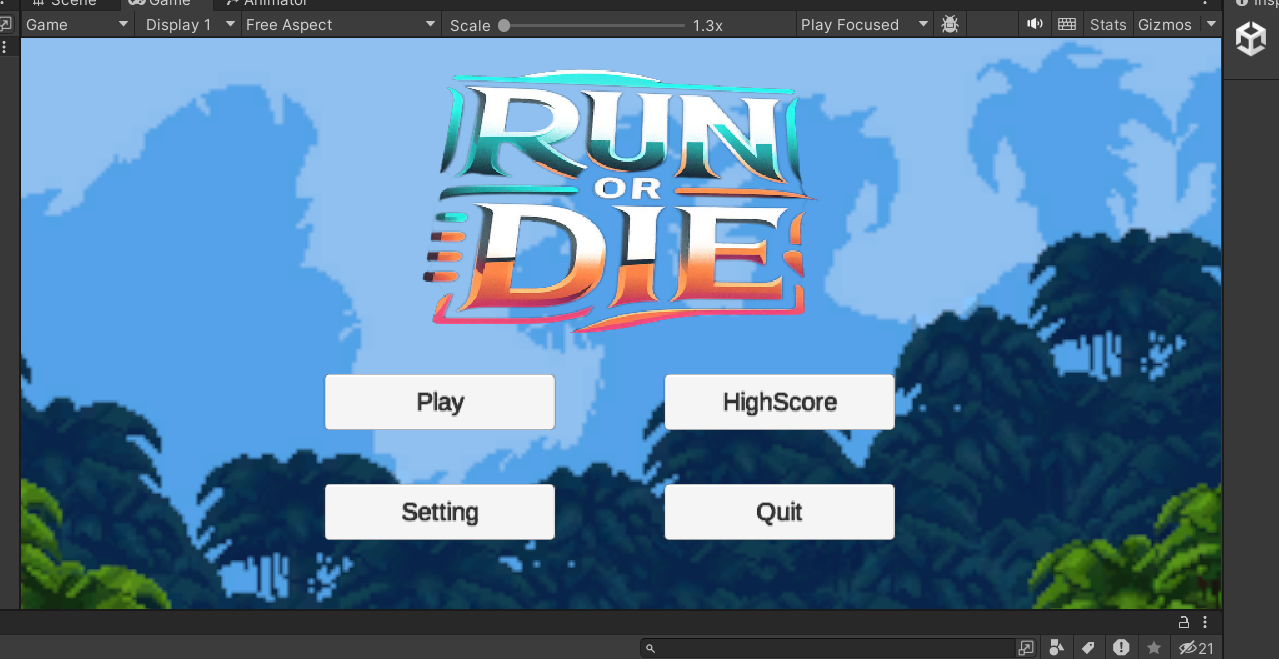 Scene Game Animator
Game Display 1 Free Aspect Scale 1.3x Play Focused Stats Gizmos
RUN
OR
DIE
Play HighScore
Setting Quit
21